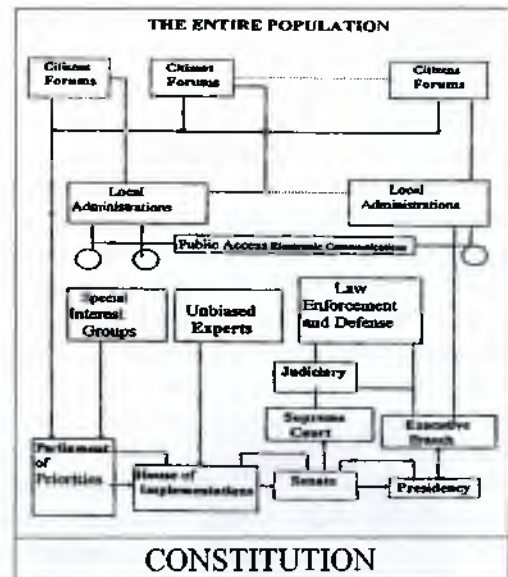 THE ENTIRE POPULATION
Citizens
Forums
Citizens
Forums
Citizens
Forums
Local
Administrations
Local
Administrations
Public Access Electronic Communications
Special
Interest
Groups
Unbiased
Experts
Law
Enforcement
and Defense
Judiciary
Supreme
Court
Executive
Branch
Parliament
of
Priorities
House of
Implementations
Senate
Presidency
CONSTITUTION